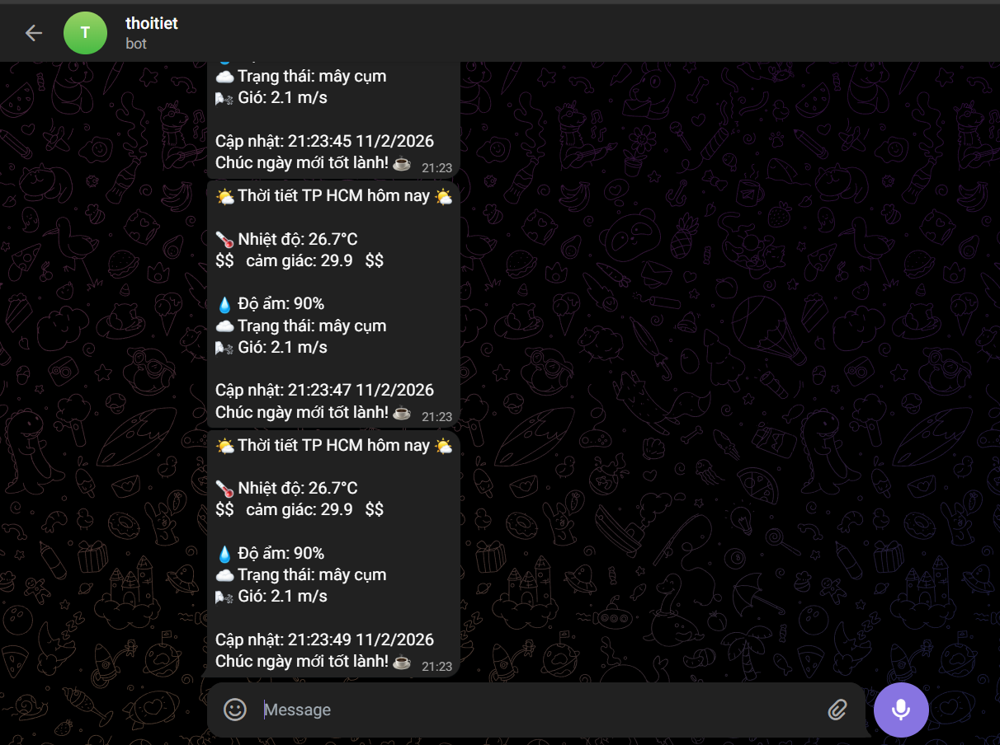 T
thoitiet
bot
Trạng thái: mây cụm
Gió: 2.1 m/s
Cập nhật: 21:23:45 11/2/2026
Chúc ngày mới tốt lành! 21:23
Thời tiết TP HCM hôm nay
Nhiệt độ: 26.7°C
$$ cảm giác: 29.9 $$
Độ ẩm: 90%
Trạng thái: mây cụm
Gió: 2.1 m/s
Cập nhật: 21:23:47 11/2/2026
Chúc ngày mới tốt lành! 21:23
Thời tiết TP HCM hôm nay
Nhiệt độ: 26.7°C
$$ cảm giác: 29.9 $$
Độ ẩm: 90%
Trạng thái: mây cụm
Gió: 2.1 m/s
Cập nhật: 21:23:49 11/2/2026
Chúc ngày mới tốt lành! 21:23
Message